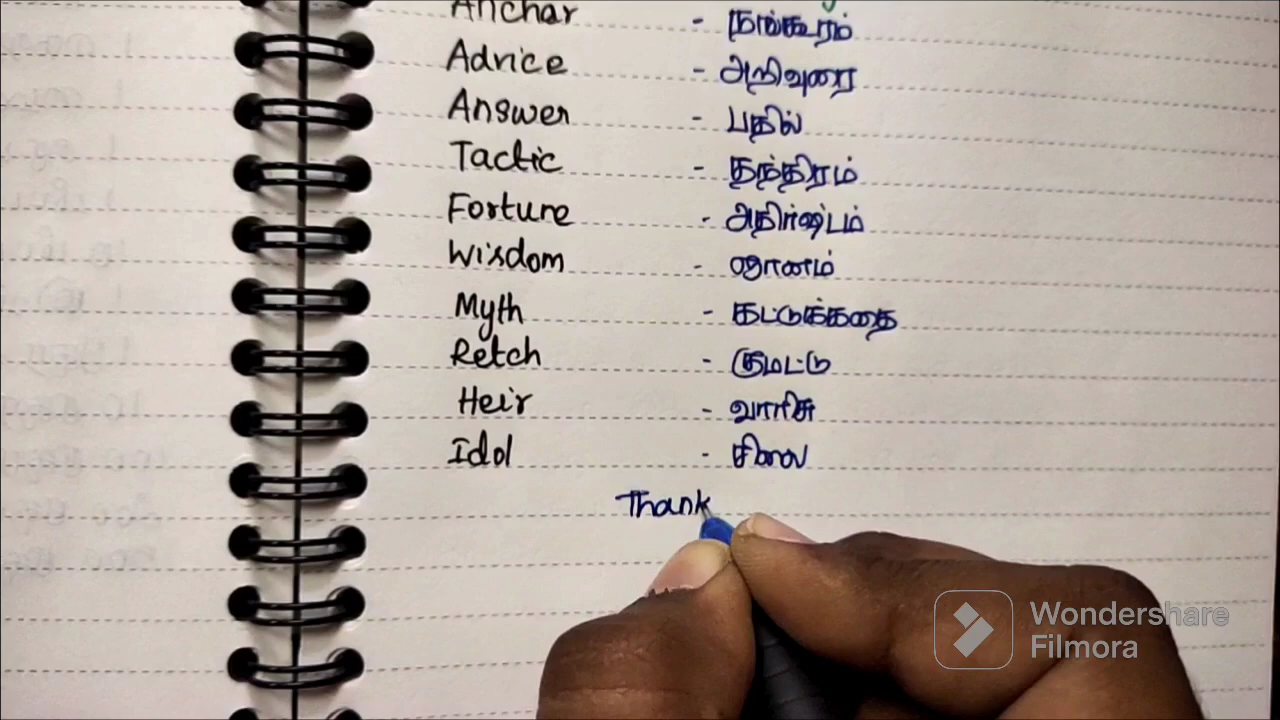 Anchar - நங்கூரம்
Advice - அறிவுரை
Answer - பதில்
Tactic - தந்திரம்
Fortune - அதிர்ஷ்டம்
Wisdom - ஞானம்
Myth - கட்டுக்கதை
Retch - குமட்டு
Heir - வாரிசு
Idol - சிலை
Thank
Wondershare
Filmora